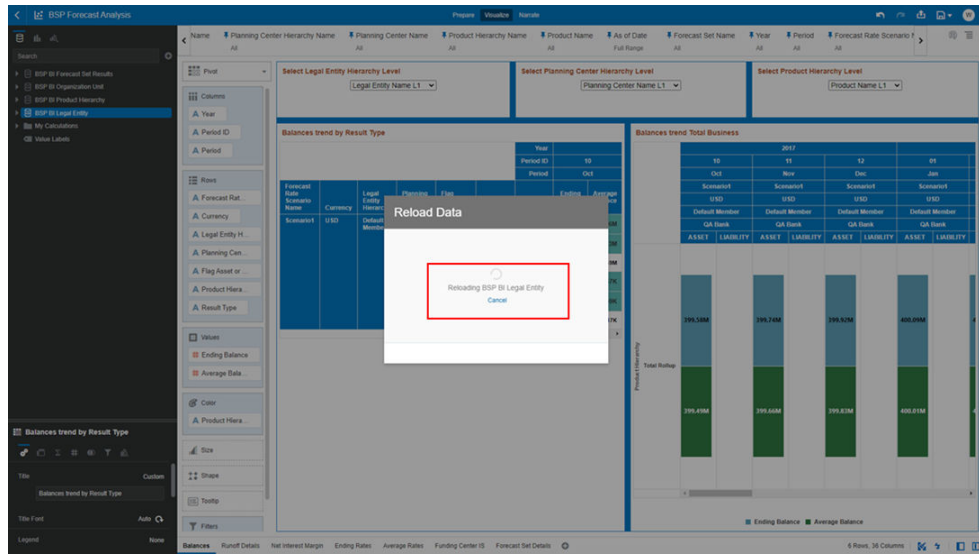 BSP Forecast Analysis
Prepare Visualize Narrate
Name Planning Center Hierarchy Name Planning Center Name Product Hierarchy Name Product Name As of Date Forecast Set Name Year Period Forecast Rate Scenario
All All All All Full Range All All All All
Search
BSP BI Forecast Set Results
BSP BI Organization Unit
BSP BI Product Hierarchy
BSP BI Legal Entity
My Calculations
Value Labels
Balances trend by Result Type
Title Custom
Balances trend by Result Type
Title Font Auto
Legend None
Pivot
Columns
Year
Period ID
Period
Rows
Forecast Rat...
Currency
Legal Entity H...
Planning Cen...
Flag Asset or ...
Product Hiera...
Result Type
Values
Ending Balance
Average Bala...
Color
Product Hiera...
Size
Shape
Tooltip
Filters
Select Legal Entity Hierarchy Level
Legal Entity Name L1
Select Planning Center Hierarchy Level
Planning Center Name L1
Select Product Hierarchy Level
Product Name L1
Balances trend by Result Type
Year
Period ID 10
Period Oct
Forecast
Rate
Scenario
Name
Currency
Legal
Entity
Planning
Flag
Ending Average
Scenario1 USD Default
Reload Data
Reloading BSP BI Legal Entity
Cancel
Balances trend Total Business
2017
10 11 12 01
Oct Nov Dec Jan
Scenario1 Scenario1 Scenario1 Scenario1
USD USD USD USD
Default Member Default Member Default Member Default Member
QA Bank QA Bank QA Bank QA Bank
ASSET LIABILITY ASSET LIABILITY ASSET LIABILITY ASSET LIABILITY
Product Hierarchy
Total Rollup
399.58M 399.74M 399.92M 400.09M
399.49M 399.66M 399.83M 400.01M
Ending Balance Average Balance
Balances Runoff Details Net Interest Margin Ending Rates Average Rates Funding Center IS Forecast Set Details
6 Rows, 36 Columns